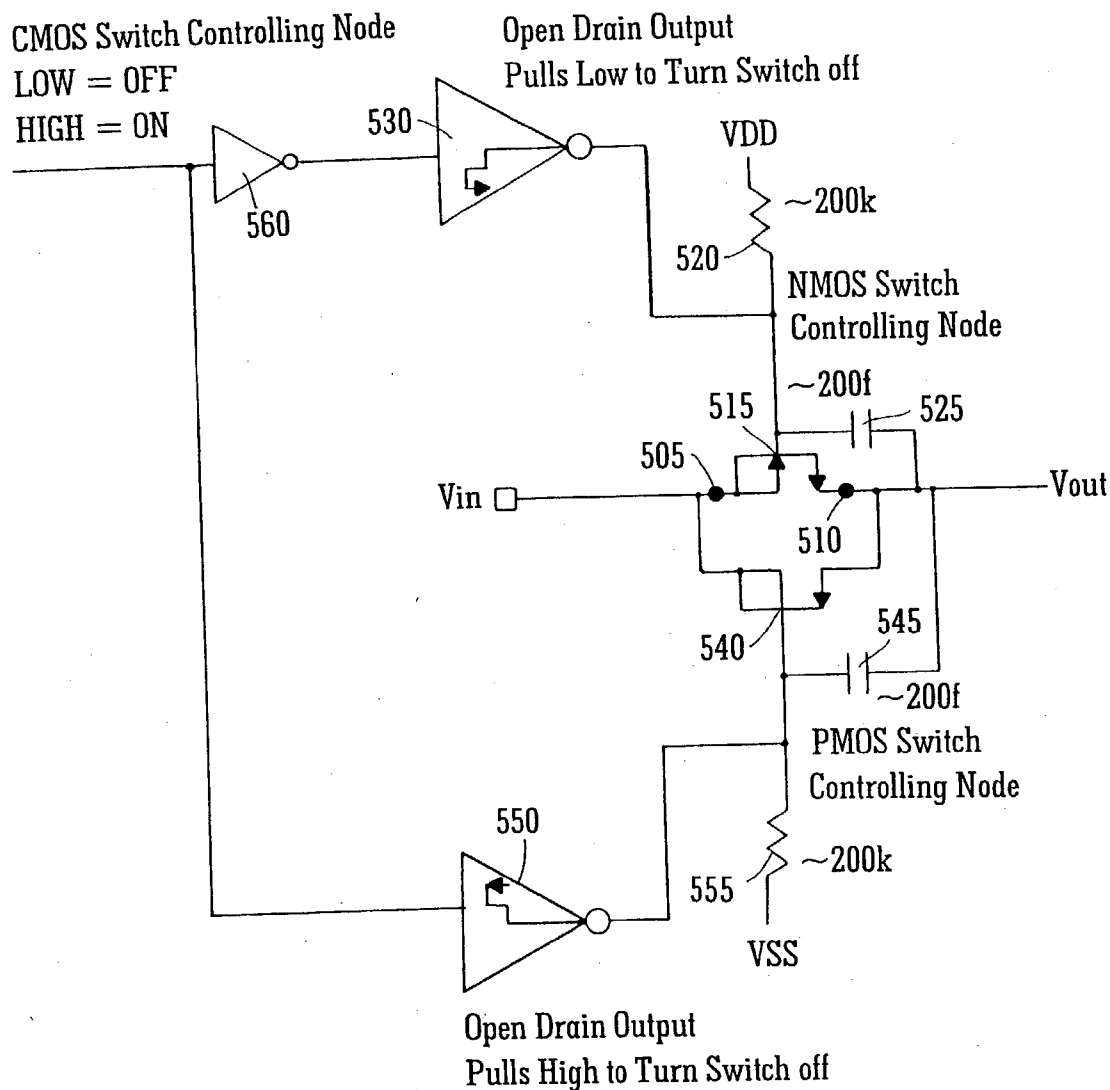 CMOS Switch Controlling Node
LOW = OFF
HIGH = ON
Open Drain Output
Pulls Low to Turn Switch off
530
560
VDD
~200k
520
NMOS Switch
Controlling Node
~200f
515
525
505
Vin
510
Vout
540
545
~200f
PMOS Switch
Controlling Node
550
555
~200k
VSS
Open Drain Output
Pulls High to Turn Switch off